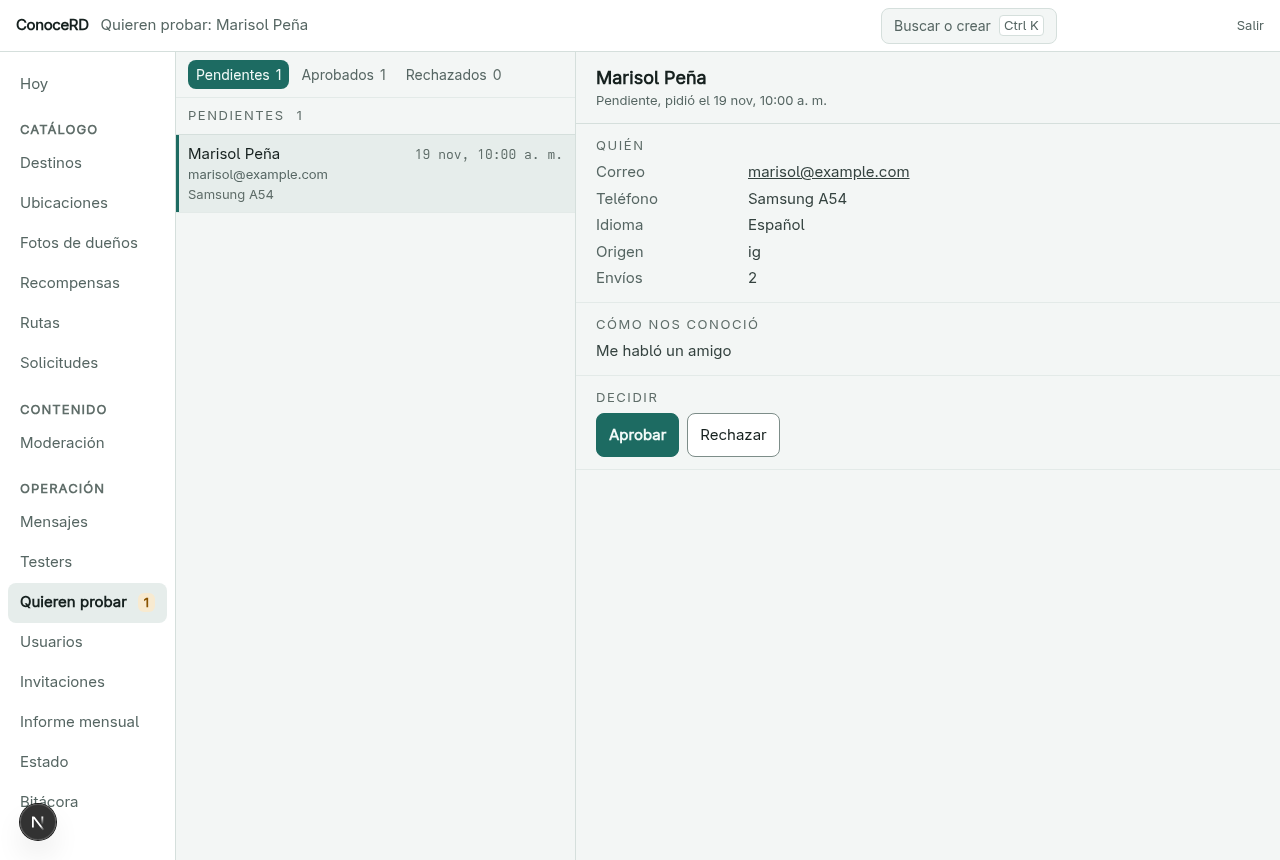 ConoceRD Quieren probar: Marisol Peña Buscar o crear Ctrl K Salir
Hoy
CATÁLOGO
Destinos
Ubicaciones
Fotos de dueños
Recompensas
Rutas
Solicitudes
CONTENIDO
Moderación
OPERACIÓN
Mensajes
Testers
Quieren probar 1
Usuarios
Invitaciones
Informe mensual
Estado
Bitácora
N
Pendientes 1 Aprobados 1 Rechazados 0
PENDIENTES 1
Marisol Peña 19 nov, 10:00 a. m.
marisol@example.com
Samsung A54
Marisol Peña
Pendiente, pidió el 19 nov, 10:00 a. m.
QUIÉN
Correo marisol@example.com
Teléfono Samsung A54
Idioma Español
Origen ig
Envíos 2
CÓMO NOS CONOCIÓ
Me habló un amigo
DECIDIR
Aprobar Rechazar